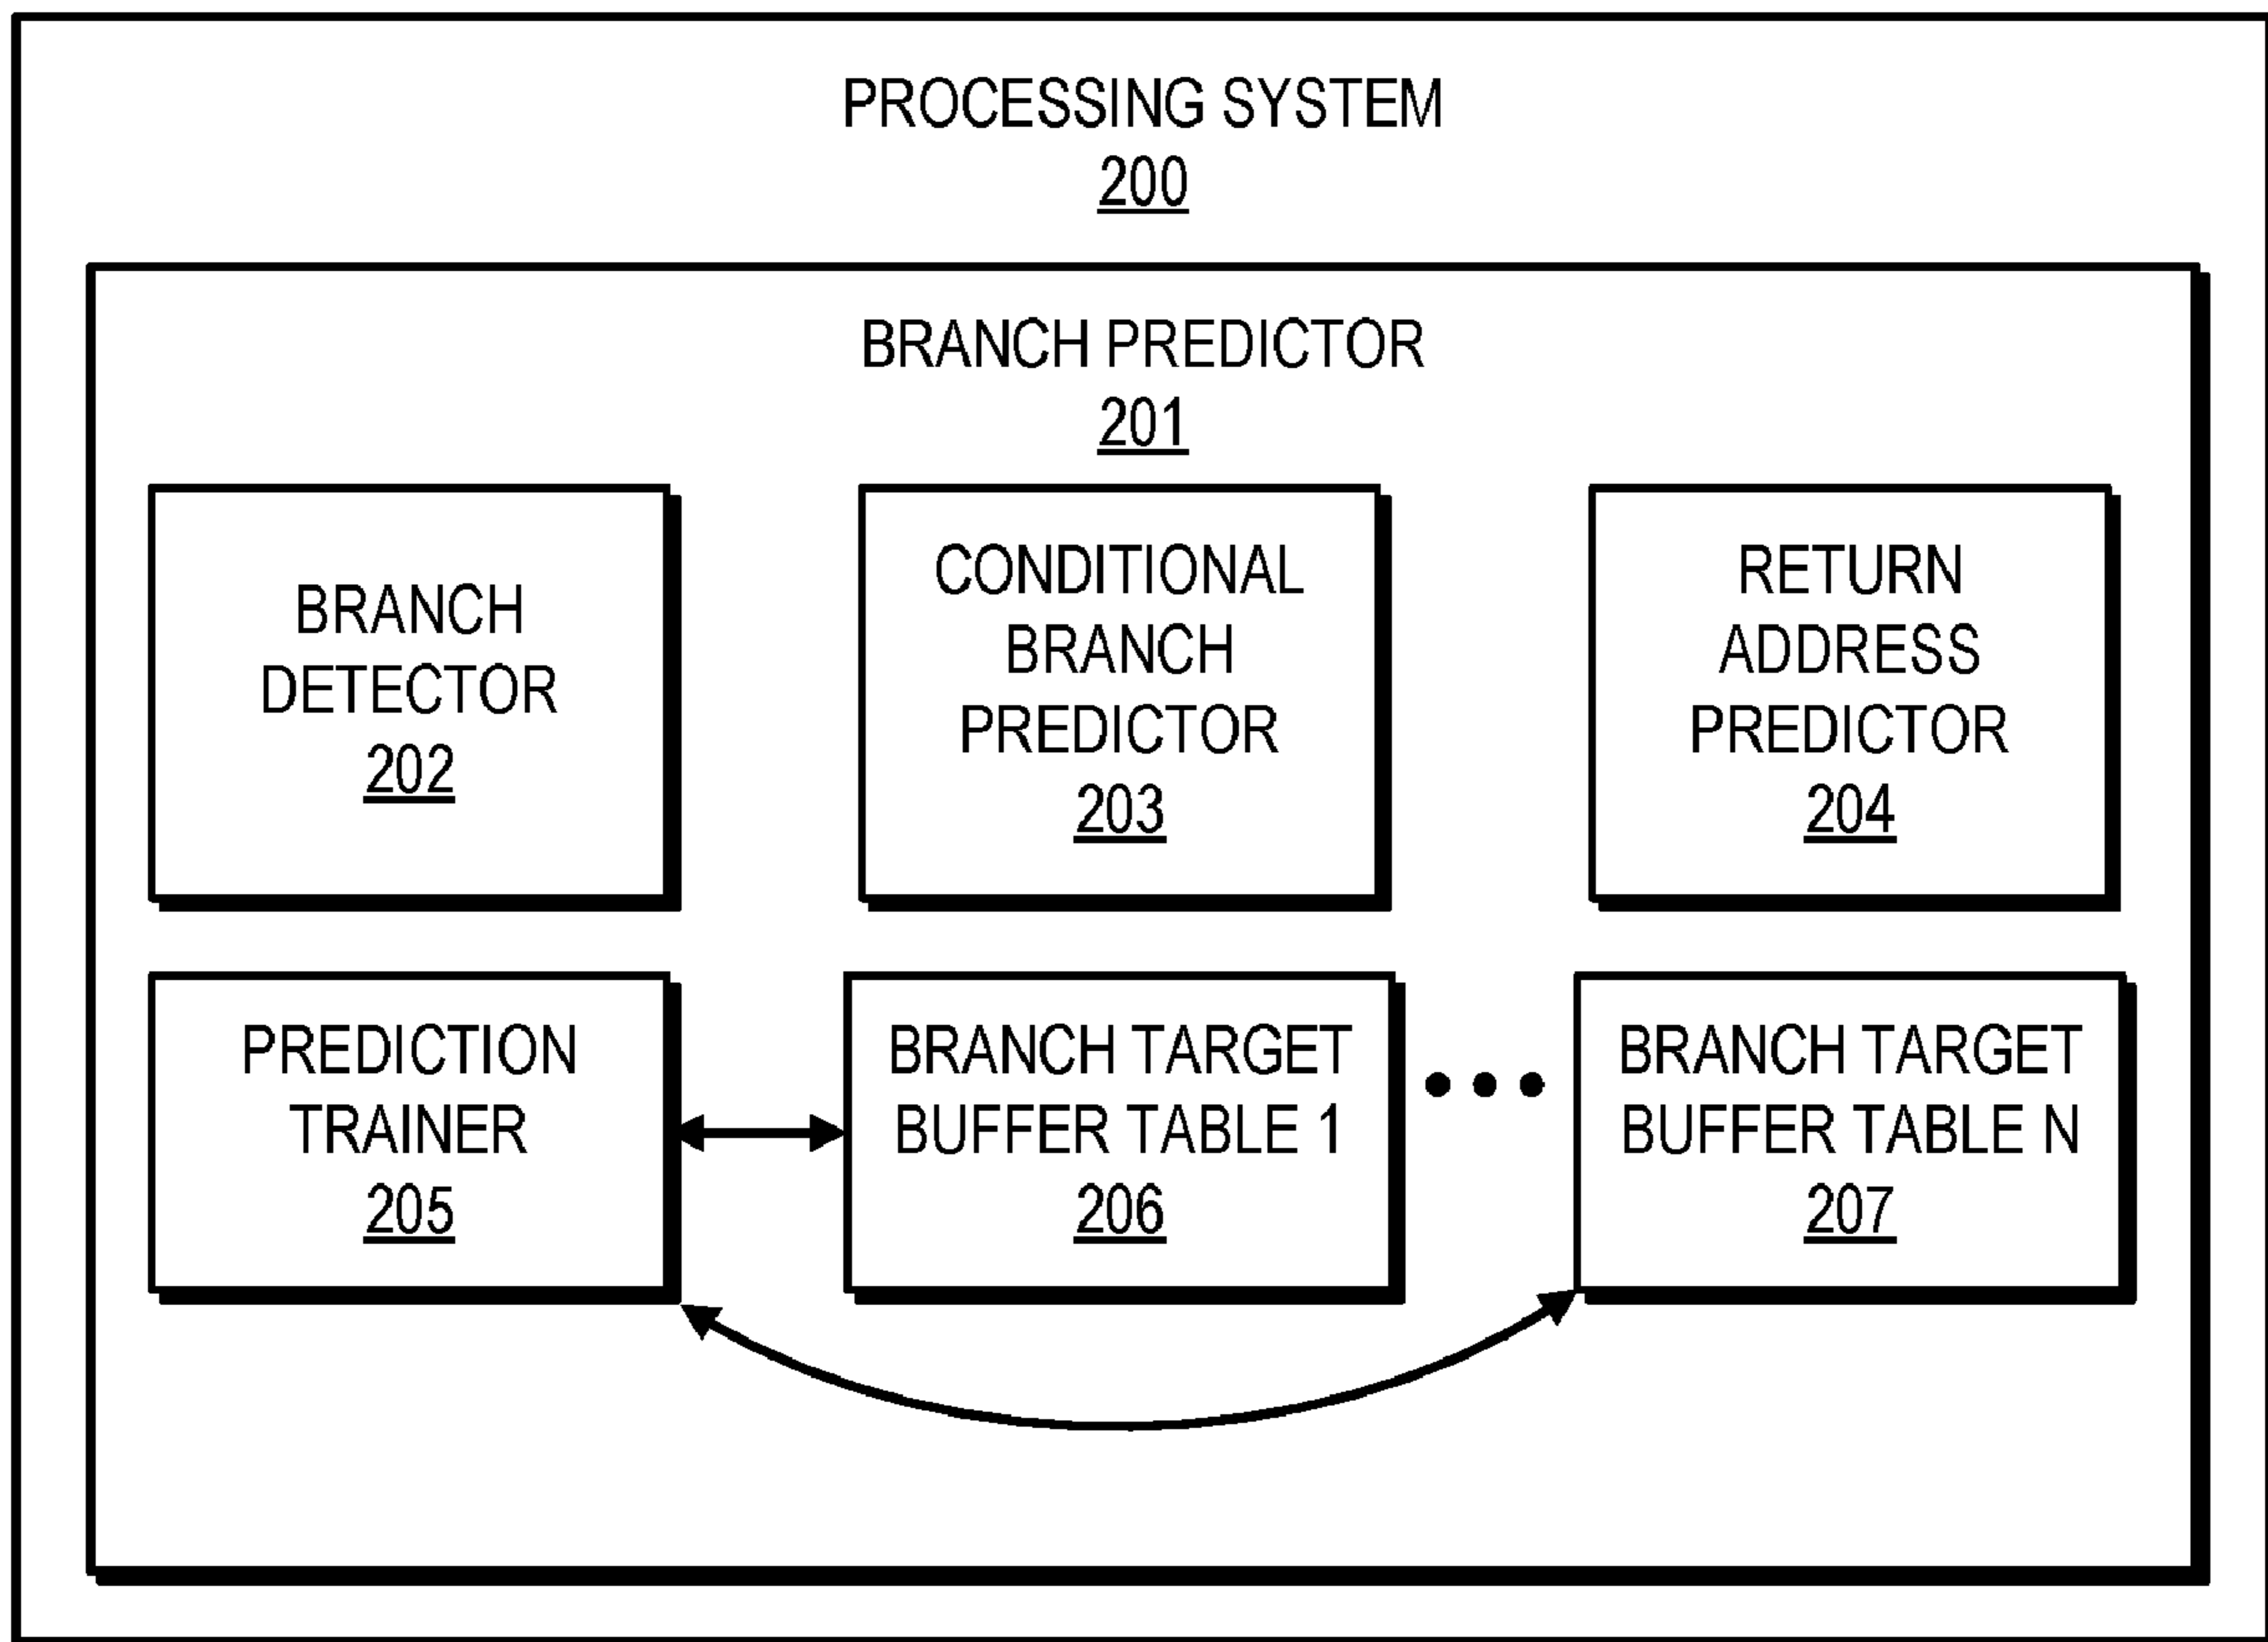 PROCESSING SYSTEM
200
BRANCH PREDICTOR
201
BRANCH
DETECTOR
202
CONDITIONAL
BRANCH
PREDICTOR
203
RETURN
ADDRESS
PREDICTOR
204
PREDICTION
TRAINER
205
BRANCH TARGET
BUFFER TABLE 1
206
BRANCH TARGET
BUFFER TABLE N
207